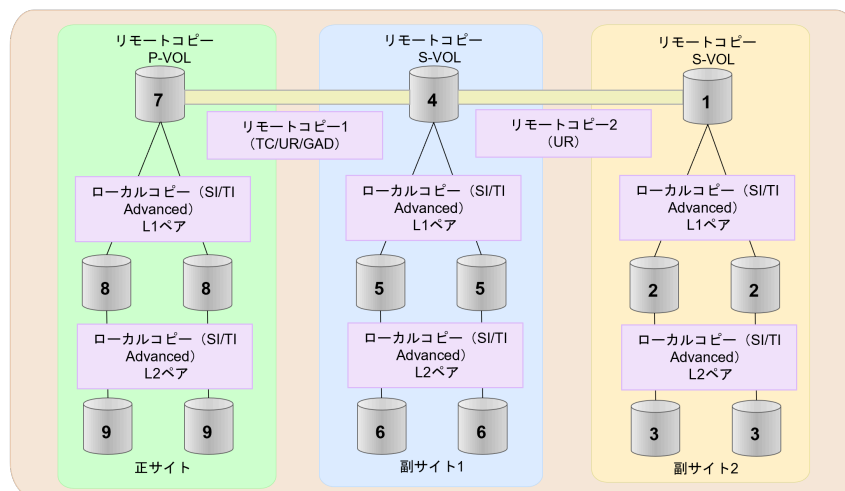 リモートコピー
P-VOL
リモートコピー
S-VOL
リモートコピー
S-VOL
7
4
1
リモートコピー1
（TC/UR/GAD）
リモートコピー2
（UR）
ローカルコピー（SI/TI
Advanced）
L1ペア
ローカルコピー（SI/TI
Advanced）
L1ペア
ローカルコピー（SI/TI
Advanced）
L1ペア
8
8
5
5
2
2
ローカルコピー（SI/TI
Advanced）
L2ペア
ローカルコピー（SI/TI
Advanced）
L2ペア
ローカルコピー（SI/TI
Advanced）
L2ペア
9
9
6
6
3
3
正サイト
副サイト1
副サイト2